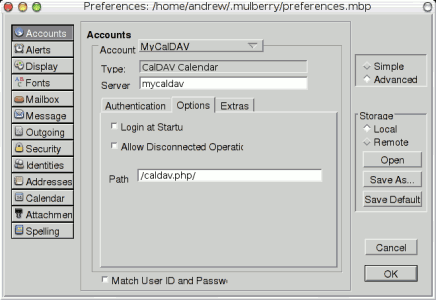 Preferences: /home/andrew/.mulberry/preferences.mbp
Accounts
Alerts
Display
Fonts
Mailbox
Message
Outgoing
Security
Identities
Addresses
Calendar
Attachmen
Spelling
Accounts
Account MyCalDAV
Type: CalDAV Calendar
Server mycaldav
Authentication Options Extras
Login at Startu
Allow Disconnected Operatio
Path /caldav.php/
Match User ID and Passw
Simple
Advanced
Storage
Local
Remote
Open
Save As...
Save Default
Cancel
OK